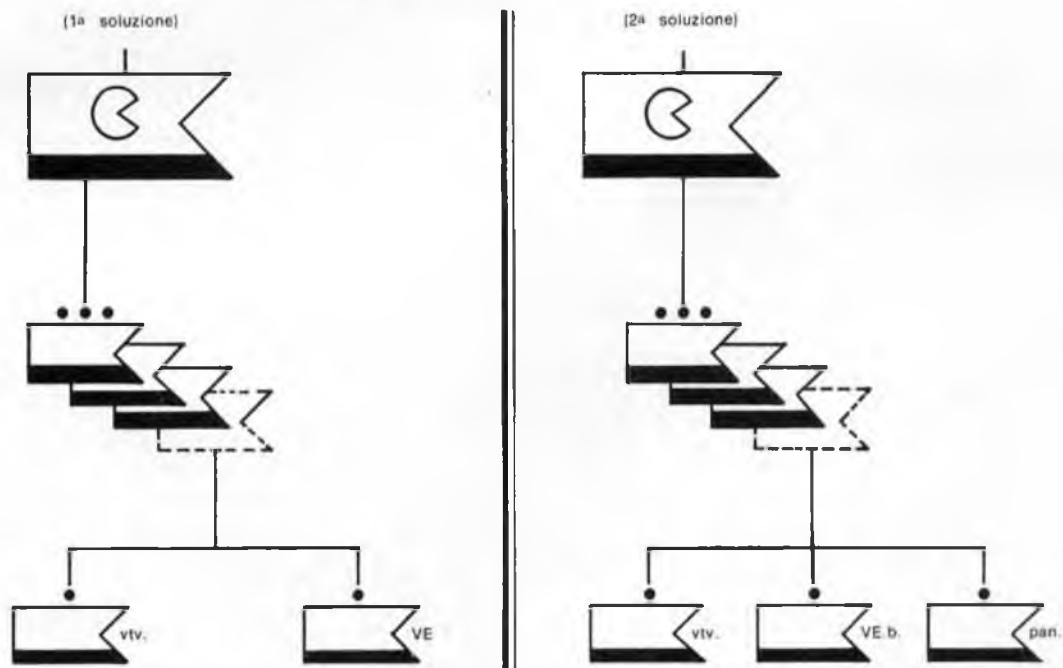 (1ª soluzione)
(2ª soluzione)
vtv.
VE
vtv.
VE.b.
pan.